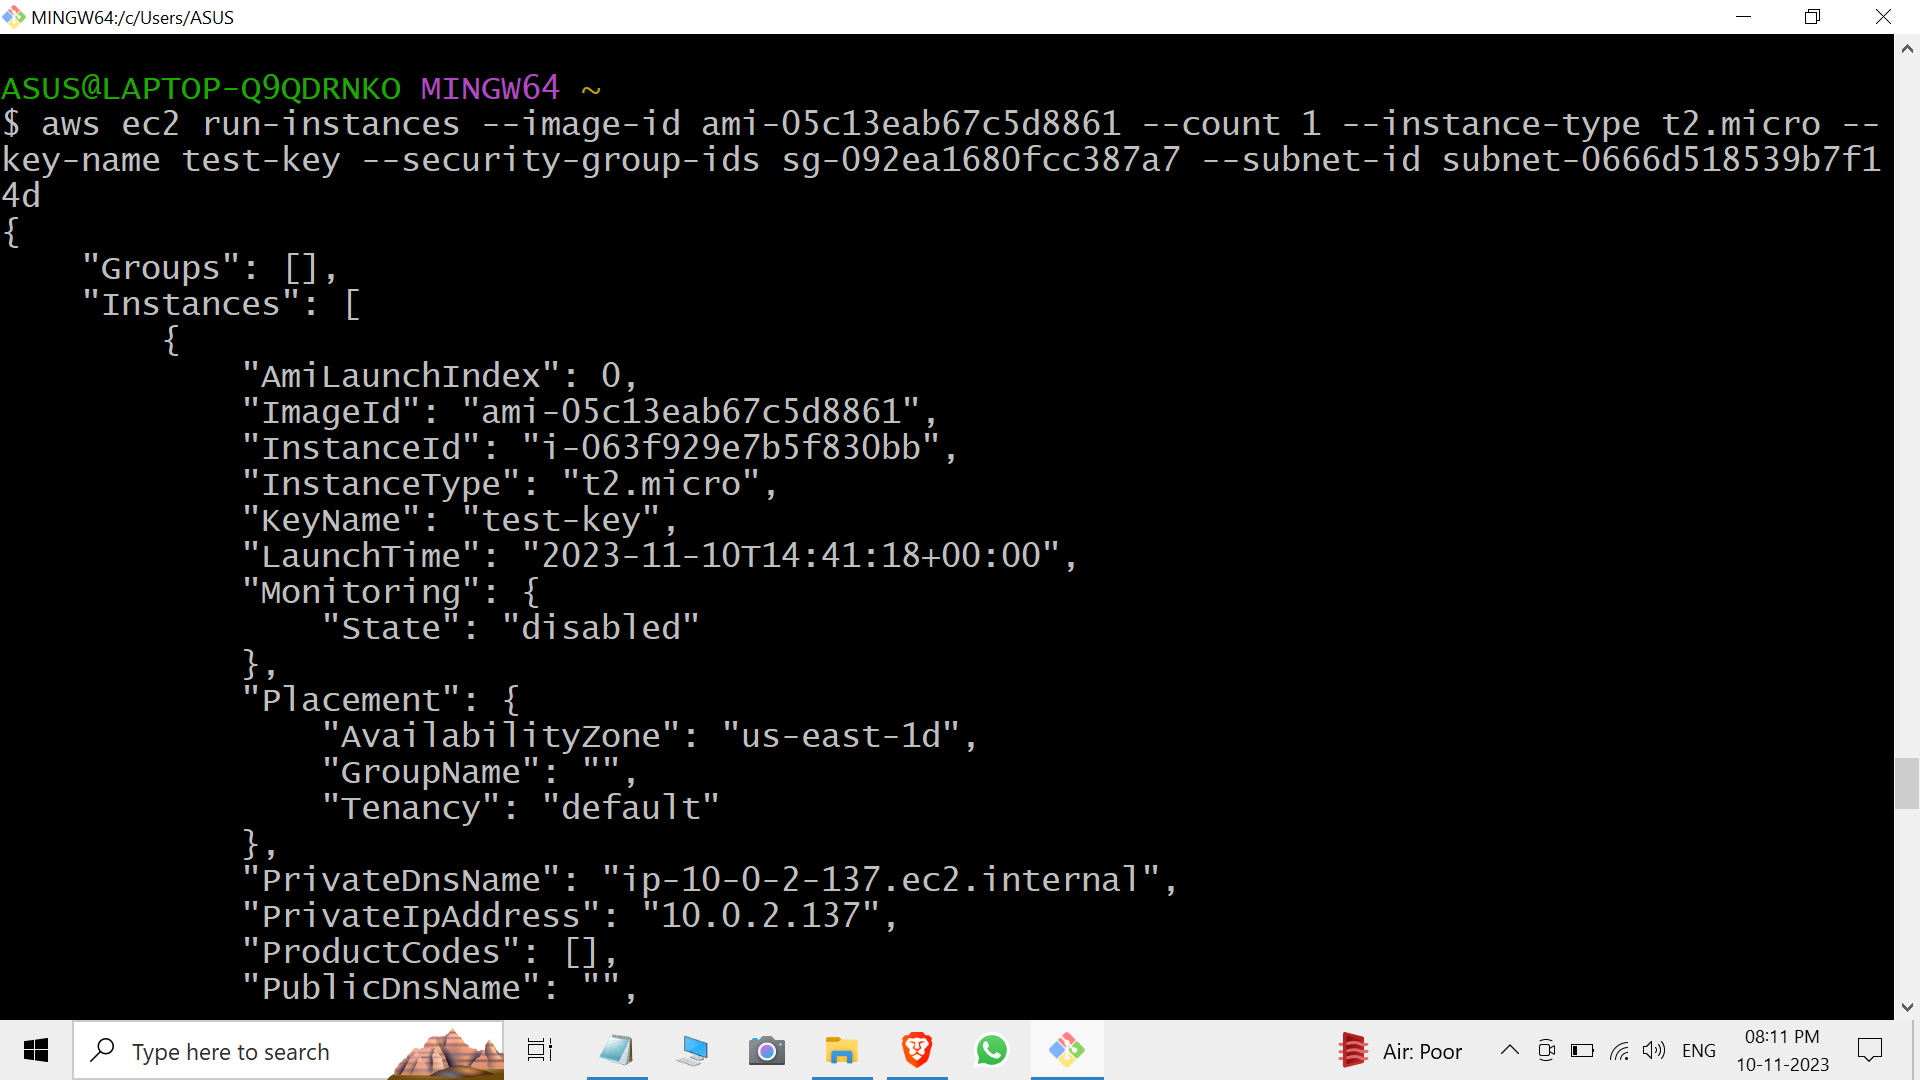 MINGW64:/c/Users/ASUS
ASUS@LAPTOP-Q9QDRNKO MINGW64 ~
$ aws ec2 run-instances --image-id ami-05c13eab67c5d8861 --count 1 --instance-type t2.micro --
key-name test-key --security-group-ids sg-092ea1680fcc387a7 --subnet-id subnet-0666d518539b7f1
4d
{
    "Groups": [],
    "Instances": [
        {
            "AmiLaunchIndex": 0,
            "ImageId": "ami-05c13eab67c5d8861",
            "InstanceId": "i-063f929e7b5f830bb",
            "InstanceType": "t2.micro",
            "KeyName": "test-key",
            "LaunchTime": "2023-11-10T14:41:18+00:00",
            "Monitoring": {
                "State": "disabled"
            },
            "Placement": {
                "AvailabilityZone": "us-east-1d",
                "GroupName": "",
                "Tenancy": "default"
            },
            "PrivateDnsName": "ip-10-0-2-137.ec2.internal",
            "PrivateIpAddress": "10.0.2.137",
            "ProductCodes": [],
            "PublicDnsName": "",
Type here to search
Air: Poor
ENG
08:11 PM
10-11-2023